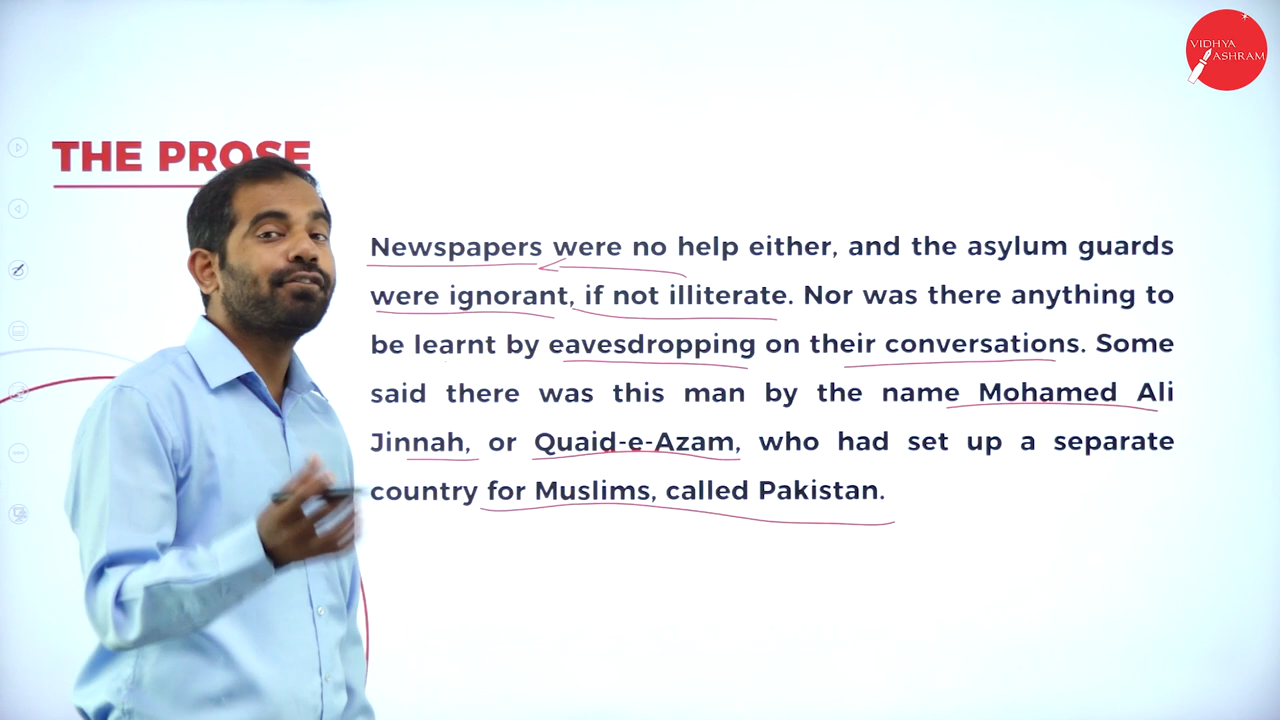 VIDHYA
ASHRAM
THE PROSE
Newspapers were no help either, and the asylum guards
were ignorant, if not illiterate. Nor was there anything to
be learnt by eavesdropping on their conversations. Some
said there was this man by the name Mohamed Ali
Jinnah, or Quaid-e-Azam, who had set up a separate
country for Muslims, called Pakistan.